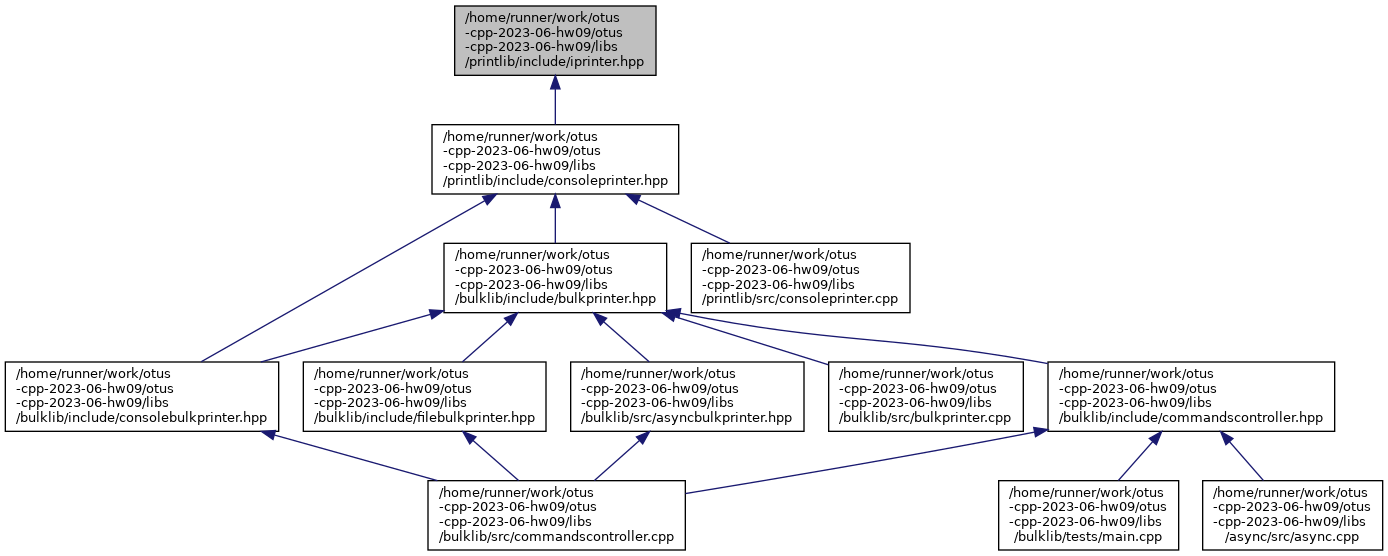 /home/runner/work/otus
-cpp-2023-06-hw09/otus
-cpp-2023-06-hw09/libs
/printlib/include/iprinter.hpp
/home/runner/work/otus
-cpp-2023-06-hw09/otus
-cpp-2023-06-hw09/libs
/printlib/include/consoleprinter.hpp
/home/runner/work/otus
-cpp-2023-06-hw09/otus
-cpp-2023-06-hw09/libs
/bulklib/include/bulkprinter.hpp
/home/runner/work/otus
-cpp-2023-06-hw09/otus
-cpp-2023-06-hw09/libs
/printlib/src/consoleprinter.cpp
/home/runner/work/otus
-cpp-2023-06-hw09/otus
-cpp-2023-06-hw09/libs
/bulklib/include/consolebulkprinter.hpp
/home/runner/work/otus
-cpp-2023-06-hw09/otus
-cpp-2023-06-hw09/libs
/bulklib/include/filebulkprinter.hpp
/home/runner/work/otus
-cpp-2023-06-hw09/otus
-cpp-2023-06-hw09/libs
/bulklib/src/asyncbulkprinter.hpp
/home/runner/work/otus
-cpp-2023-06-hw09/otus
-cpp-2023-06-hw09/libs
/bulklib/src/bulkprinter.cpp
/home/runner/work/otus
-cpp-2023-06-hw09/otus
-cpp-2023-06-hw09/libs
/bulklib/include/commandscontroller.hpp
/home/runner/work/otus
-cpp-2023-06-hw09/otus
-cpp-2023-06-hw09/libs
/bulklib/src/commandscontroller.cpp
/home/runner/work/otus
-cpp-2023-06-hw09/otus
-cpp-2023-06-hw09/libs
/bulklib/tests/main.cpp
/home/runner/work/otus
-cpp-2023-06-hw09/otus
-cpp-2023-06-hw09/libs
/async/src/async.cpp